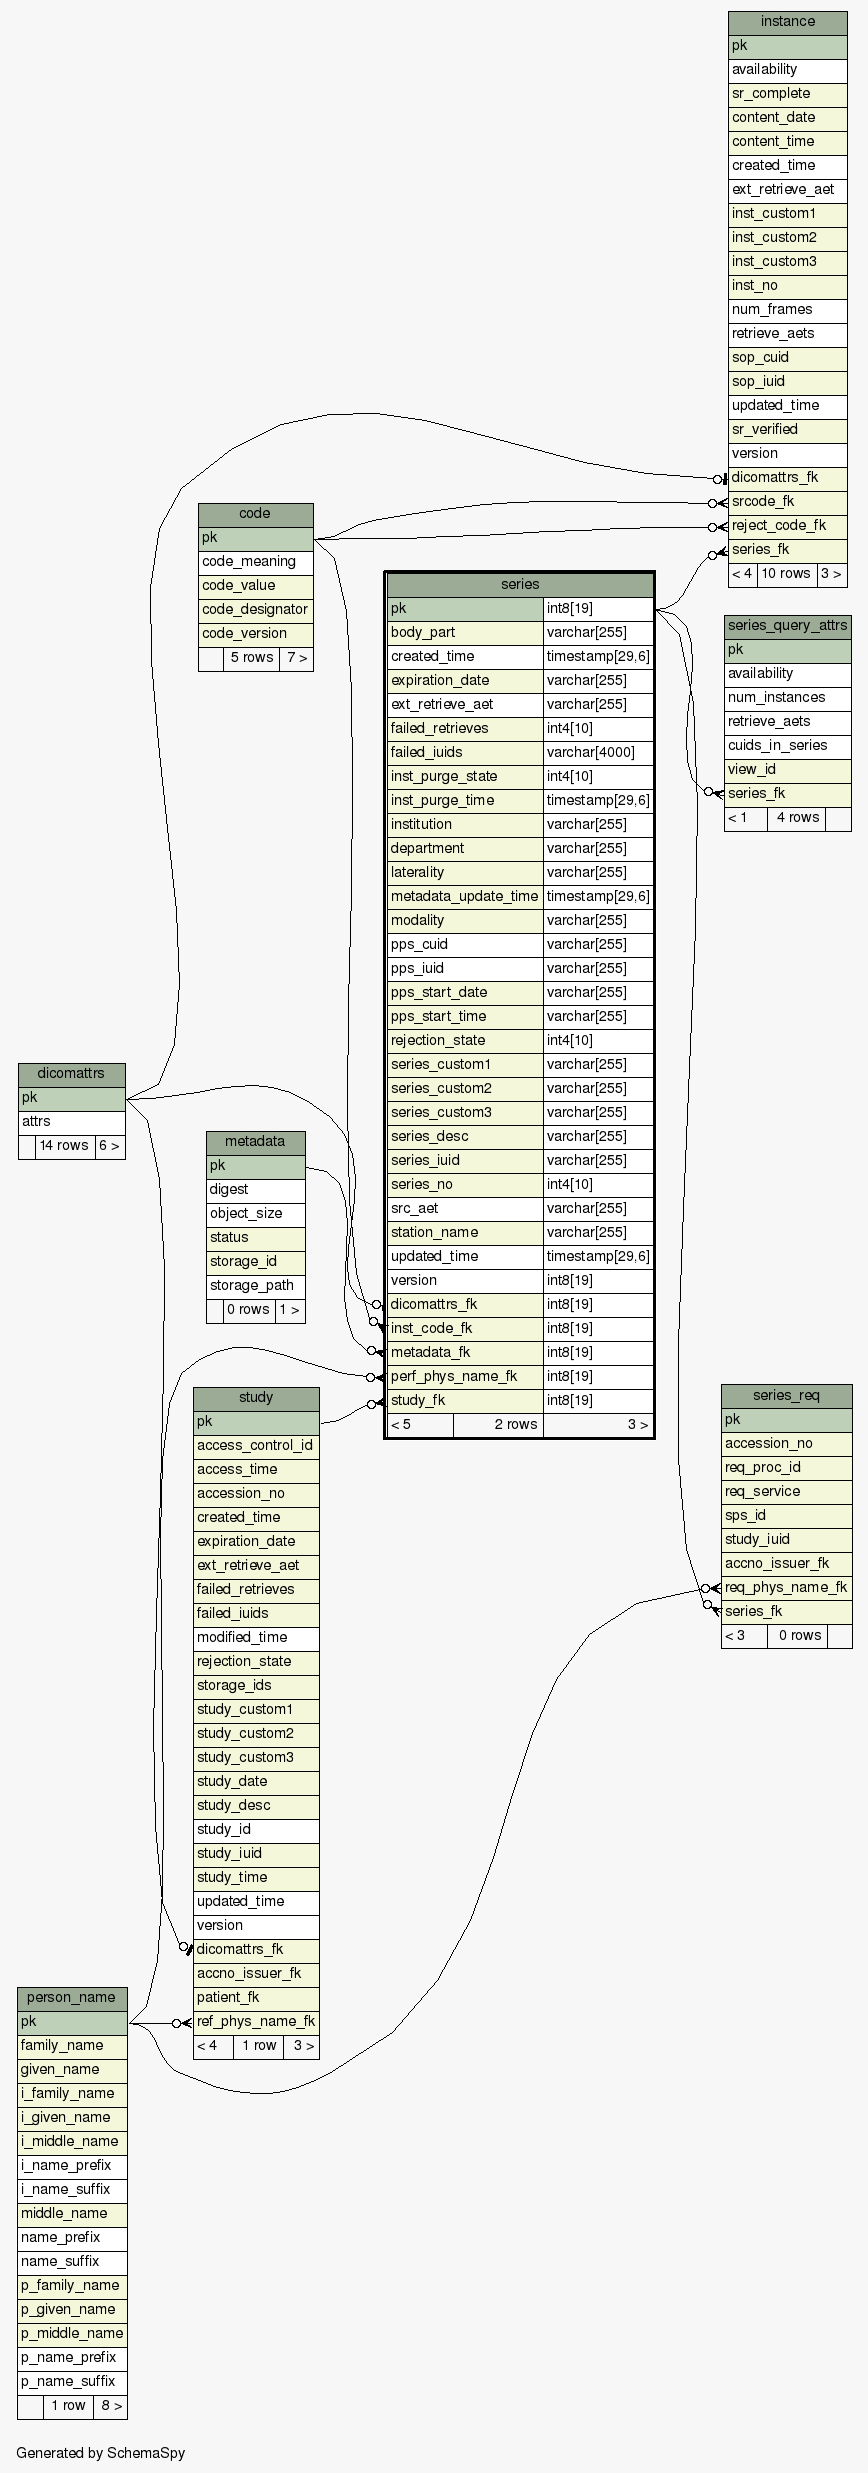 instance
pk
availability
sr_complete
content_date
content_time
created_time
ext_retrieve_aet
inst_custom1
inst_custom2
inst_custom3
inst_no
num_frames
retrieve_aets
sop_cuid
sop_iuid
updated_time
sr_verified
version
dicomattrs_fk
srcode_fk
reject_code_fk
series_fk
< 4 10 rows 3 >
code
pk
code_meaning
code_value
code_designator
code_version
5 rows 7 >
series
pk int8[19]
body_part varchar[255]
created_time timestamp[29,6]
expiration_date varchar[255]
ext_retrieve_aet varchar[255]
failed_retrieves int4[10]
failed_iuids varchar[4000]
inst_purge_state int4[10]
inst_purge_time timestamp[29,6]
institution varchar[255]
department varchar[255]
laterality varchar[255]
metadata_update_time timestamp[29,6]
modality varchar[255]
pps_cuid varchar[255]
pps_iuid varchar[255]
pps_start_date varchar[255]
pps_start_time varchar[255]
rejection_state int4[10]
series_custom1 varchar[255]
series_custom2 varchar[255]
series_custom3 varchar[255]
series_desc varchar[255]
series_iuid varchar[255]
series_no int4[10]
src_aet varchar[255]
station_name varchar[255]
updated_time timestamp[29,6]
version int8[19]
dicomattrs_fk int8[19]
inst_code_fk int8[19]
metadata_fk int8[19]
perf_phys_name_fk int8[19]
study_fk int8[19]
< 5 2 rows 3 >
series_query_attrs
pk
availability
num_instances
retrieve_aets
cuids_in_series
view_id
series_fk
< 1 4 rows
dicomattrs
pk
attrs
14 rows 6 >
metadata
pk
digest
object_size
status
storage_id
storage_path
0 rows 1 >
study
pk
access_control_id
access_time
accession_no
created_time
expiration_date
ext_retrieve_aet
failed_retrieves
failed_iuids
modified_time
rejection_state
storage_ids
study_custom1
study_custom2
study_custom3
study_date
study_desc
study_id
study_iuid
study_time
updated_time
version
dicomattrs_fk
accno_issuer_fk
patient_fk
ref_phys_name_fk
< 4 1 row 3 >
series_req
pk
accession_no
req_proc_id
req_service
sps_id
study_iuid
accno_issuer_fk
req_phys_name_fk
series_fk
< 3 0 rows
person_name
pk
family_name
given_name
i_family_name
i_given_name
i_middle_name
i_name_prefix
i_name_suffix
middle_name
name_prefix
name_suffix
p_family_name
p_given_name
p_middle_name
p_name_prefix
p_name_suffix
1 row 8 >
Generated by SchemaSpy